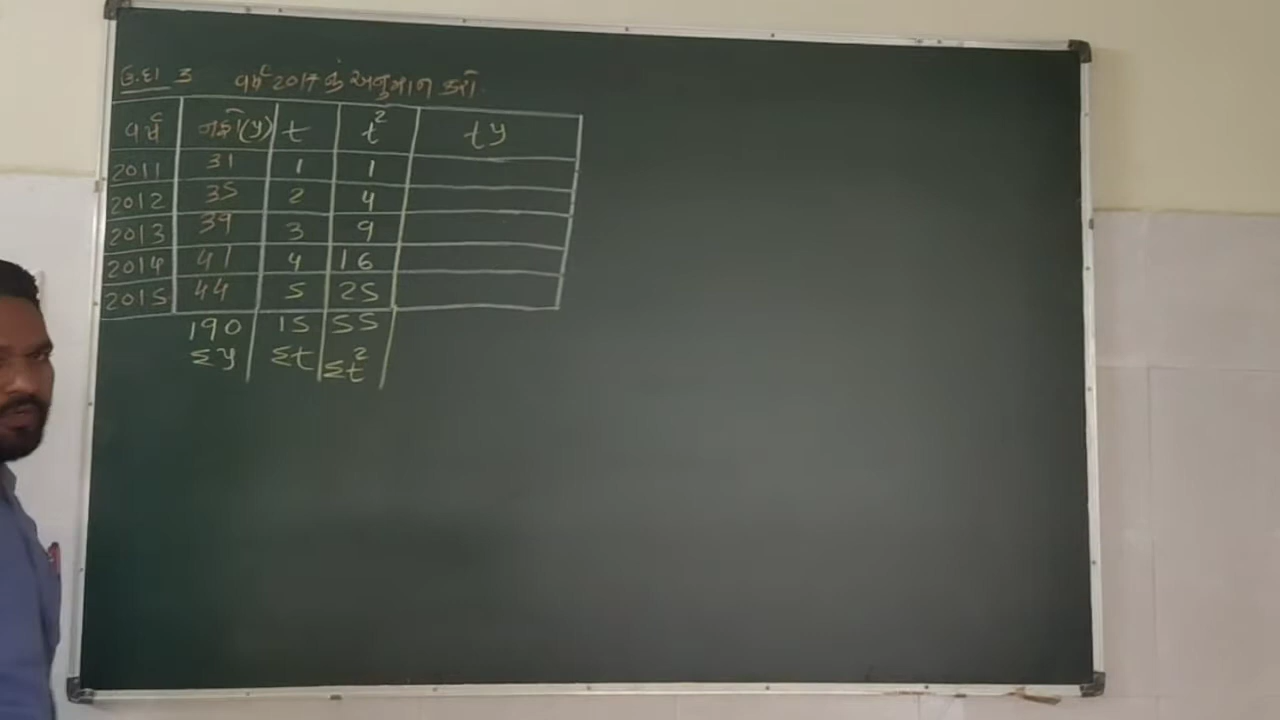 ઉ.દા 3 વર્ષ 2017 નું અનુમાન કરો.
વર્ષ નફો(y) t t² ty
2011 31 1 1
2012 35 2 4
2013 39 3 9
2014 41 4 16
2015 44 5 25
190 15 55
Σy Σt Σt²